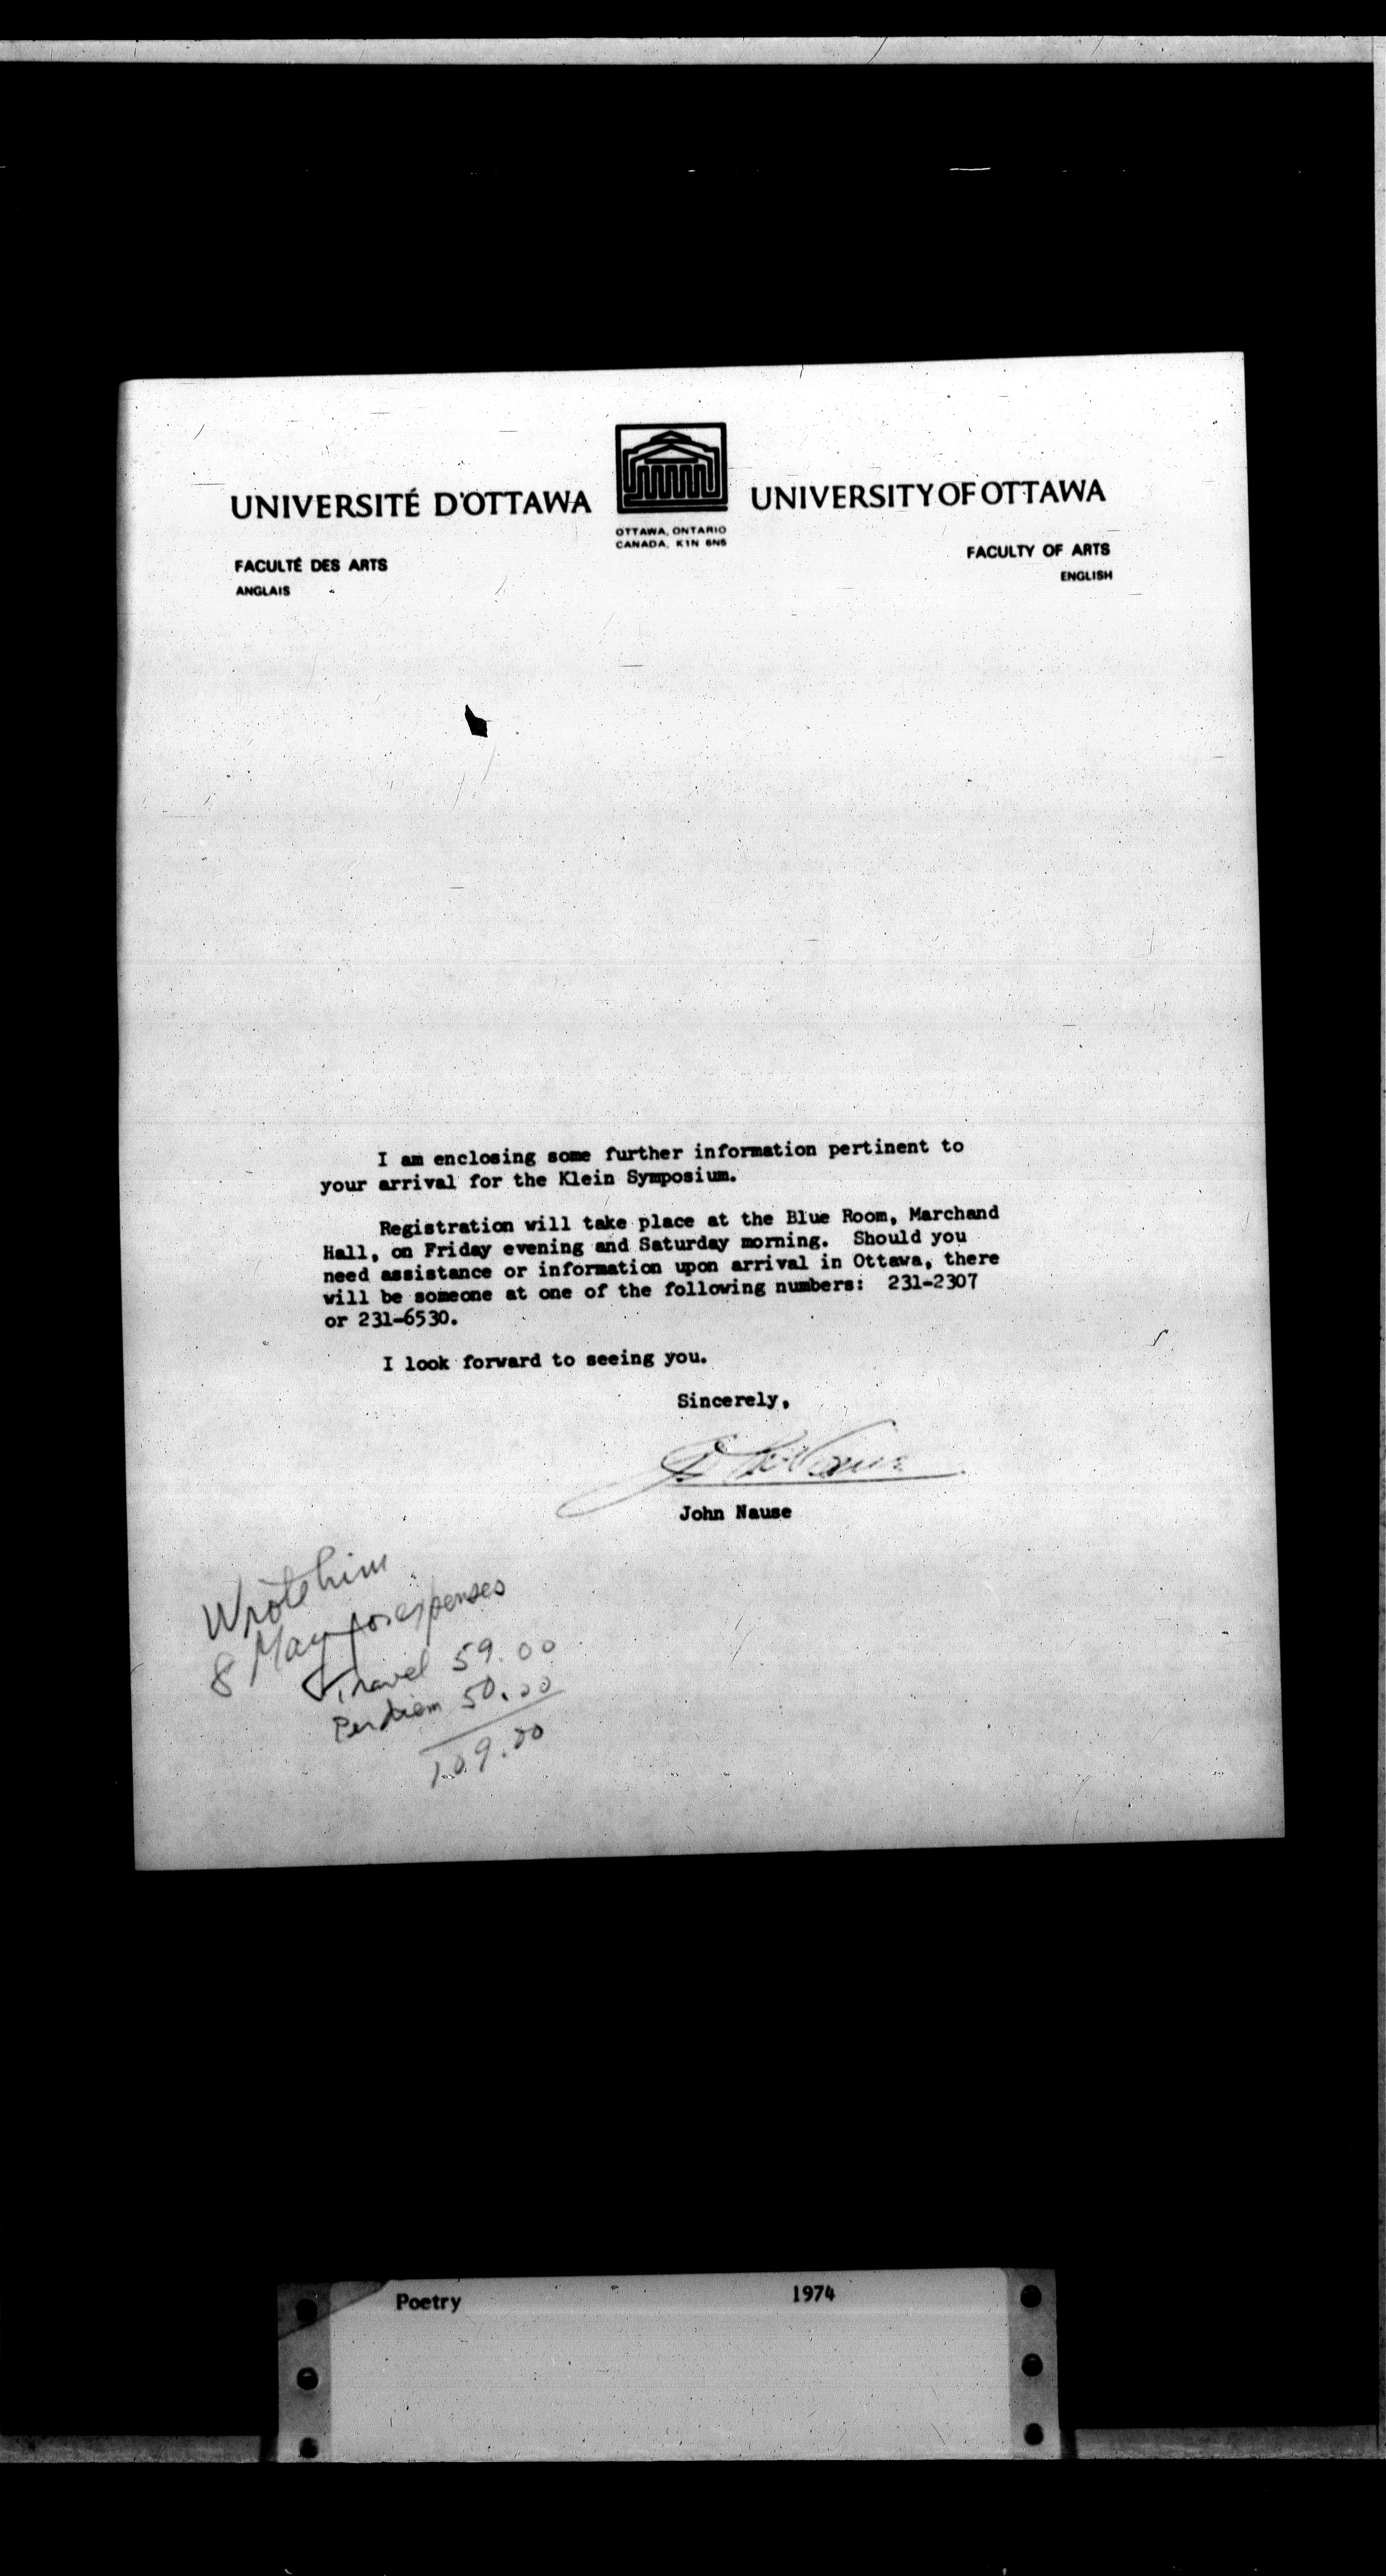 UNIVERSITÉ D'OTTAWA
UNIVERSITY OF OTTAWA
OTTAWA, ONTARIO
CANADA, K1N 6N5
FACULTÉ DES ARTS
ANGLAIS
FACULTY OF ARTS
ENGLISH
I am enclosing some further information pertinent to
your arrival for the Klein Symposium.
Registration will take place at the Blue Room, Marchand
Hall, on Friday evening and Saturday morning. Should you
need assistance or information upon arrival in Ottawa, there
will be someone at one of the following numbers: 231-2307
or 231-6530.
I look forward to seeing you.
Sincerely,
John Nause
Wrote him
8 May for expenses
Travel 59.00
Per diem 50.00
109.00
Poetry 1974